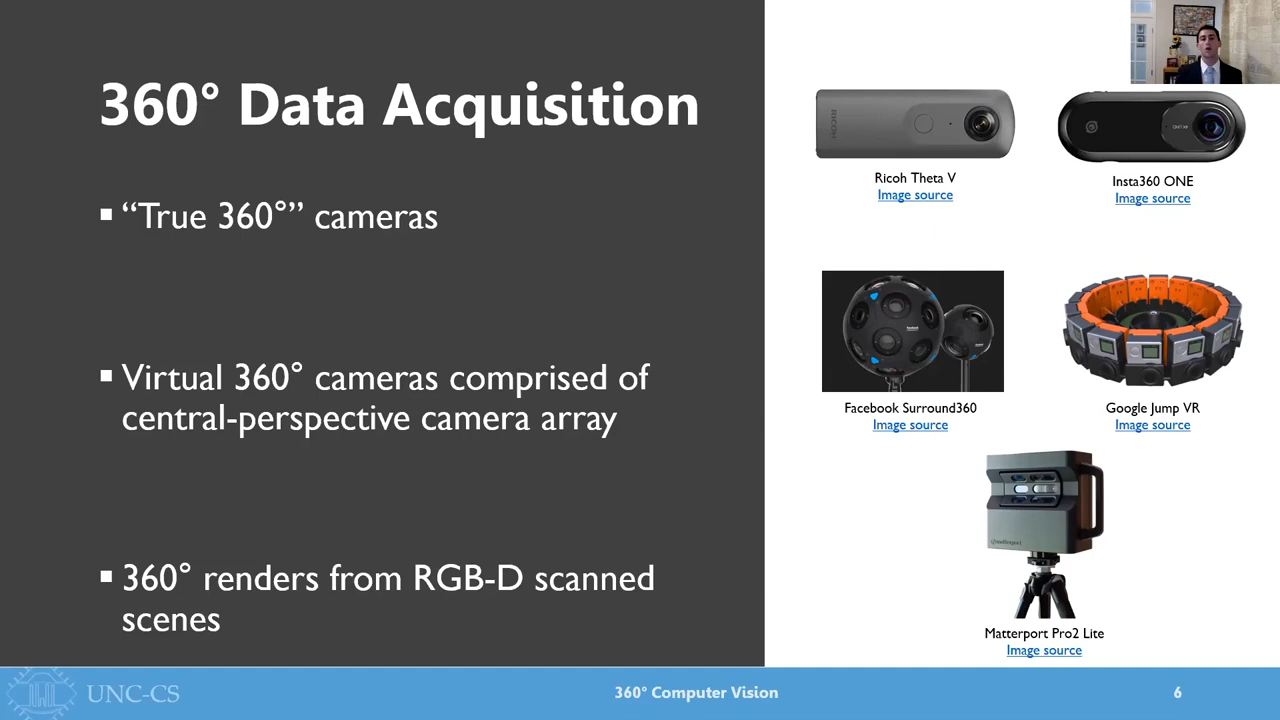 360° Data Acquisition
▪ “True 360°” cameras
▪ Virtual 360° cameras comprised of
central-perspective camera array
▪ 360° renders from RGB-D scanned
scenes
RICOH
Ricoh Theta V
Image source
Insta360 ONE
Image source
Facebook Surround360
Image source
Google Jump VR
Image source
matterport
Matterport Pro2 Lite
Image source
UNC-CS
360° Computer Vision
6